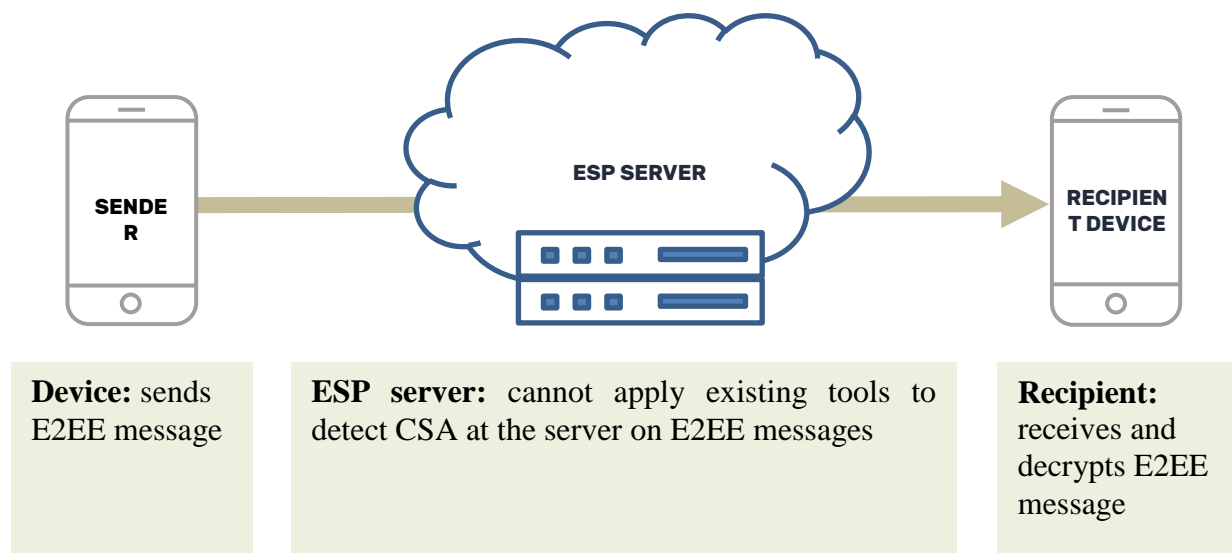 SENDE
R
ESP SERVER
RECIPIEN
T DEVICE
Device: sends
E2EE message
ESP server: cannot apply existing tools to
detect CSA at the server on E2EE messages
Recipient:
receives and
decrypts E2EE
message